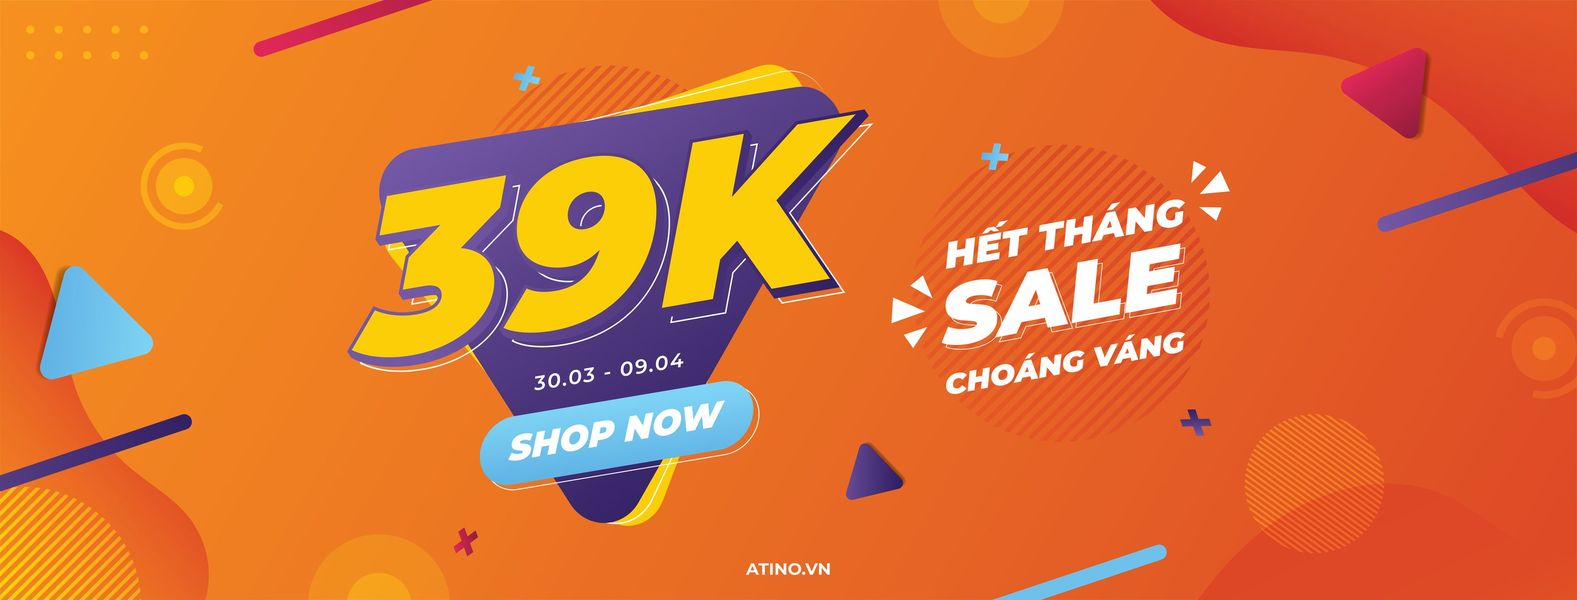 39K
30.03 - 09.04
SHOP NOW
HẾT THÁNG
SALE
CHOÁNG VÁNG
ATINO.VN